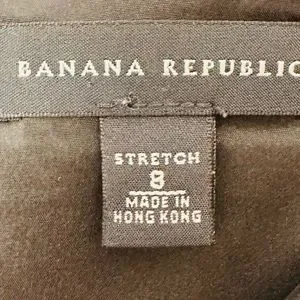 BANANA REPUBLIC
STRETCH
8
MADE IN
HONG KONG